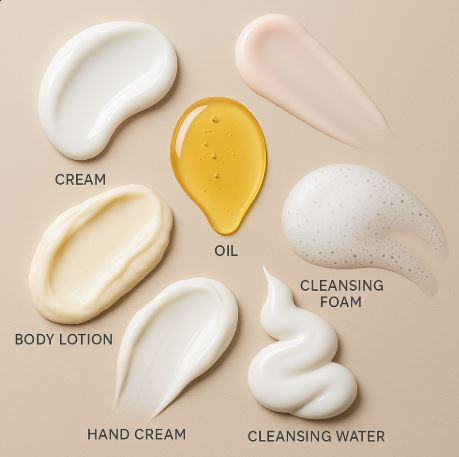 CREAM
OIL
CLEANSING
FOAM
BODY LOTION
HAND CREAM
CLEANSING WATER